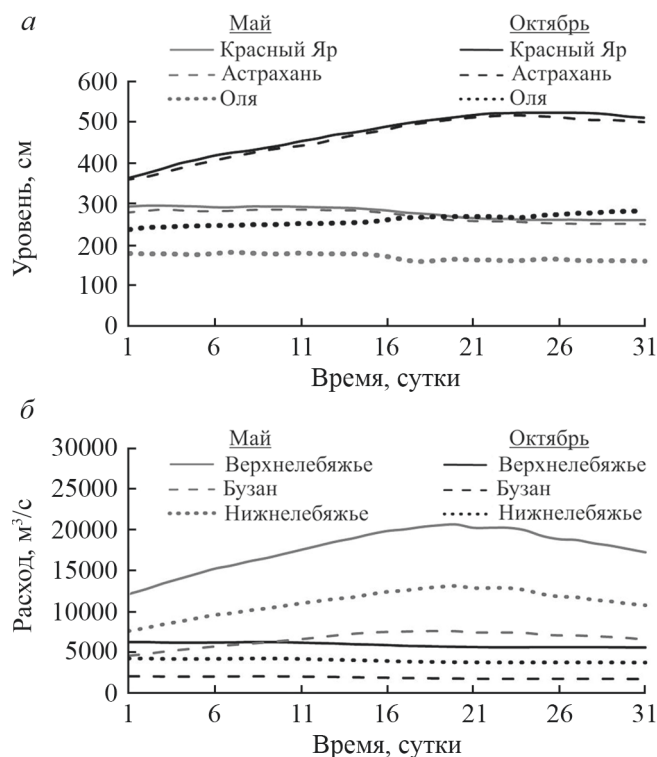 а
Май Октябрь
Красный Яр Красный Яр
Астрахань Астрахань
Оля Оля
Уровень, см
600
500
400
300
200
100
0
1 6 11 16 21 26 31
Время, сутки
б
Май Октябрь
Верхнелебяжье Верхнелебяжье
Бузан Бузан
Нижнелебяжье Нижнелебяжье
Расход, м³/с
30000
25000
20000
15000
10000
5000
0
1 6 11 16 21 26 31
Время, сутки